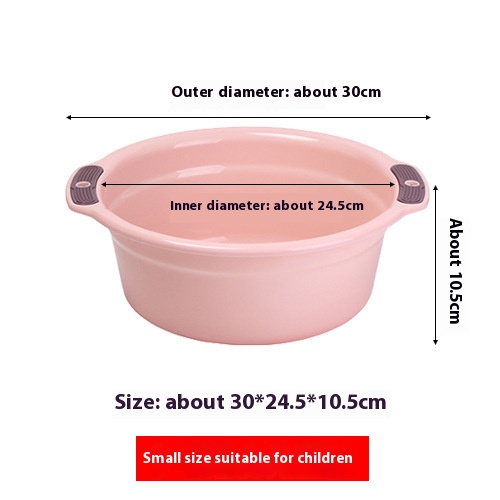 Outer diameter: about 30cm
Inner diameter: about 24.5cm
About 10.5cm
Size: about 30*24.5*10.5cm
Small size suitable for children